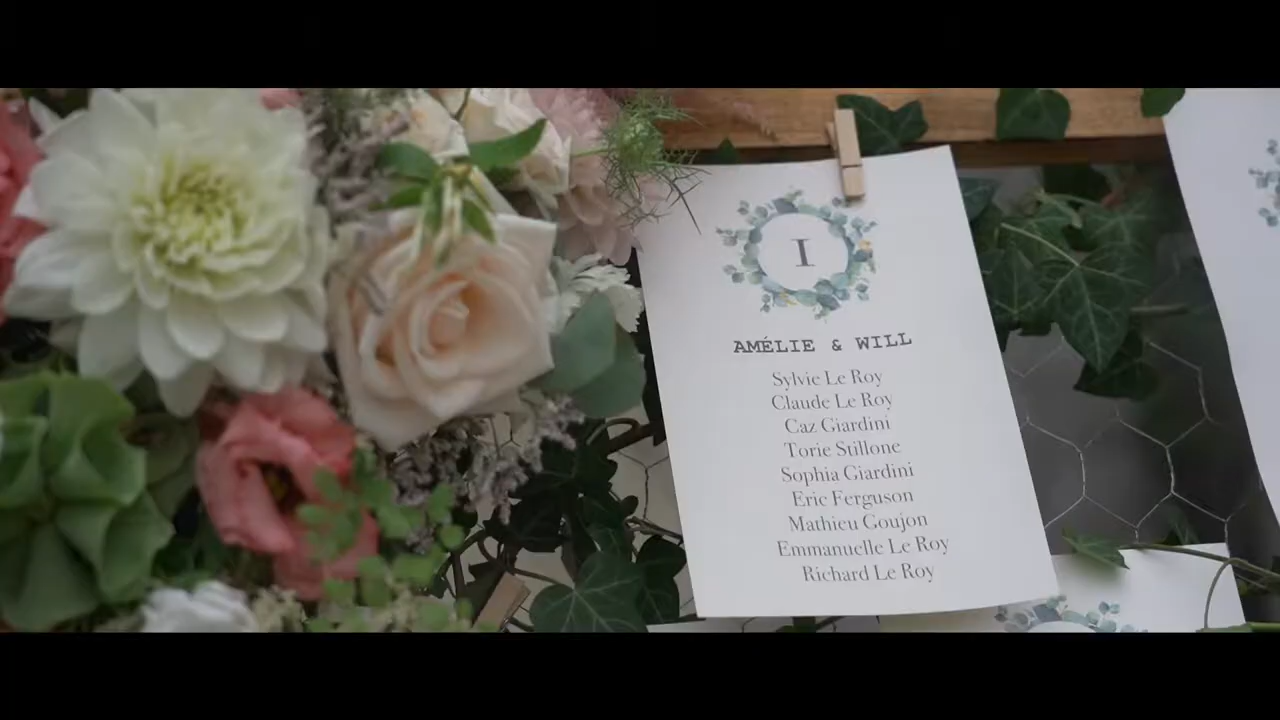 I
AMÉLIE & WILL
Sylvie Le Roy
Claude Le Roy
Caz Giardini
Torie Stillone
Sophia Giardini
Eric Ferguson
Mathieu Goujon
Emmanuelle Le Roy
Richard Le Roy